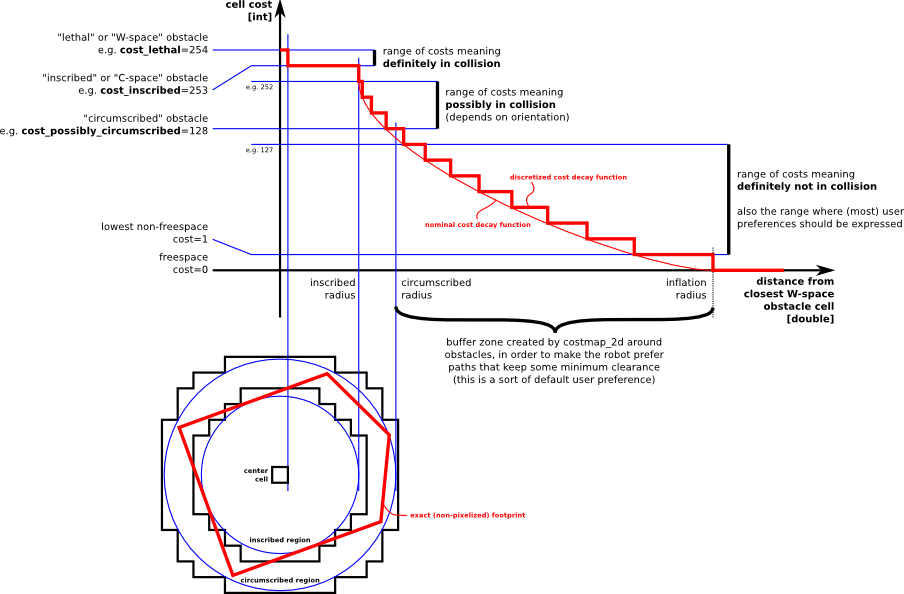 cell cost
[int]
"lethal" or "W-space" obstacle
e.g. cost_lethal=254
range of costs meaning
definitely in collision
"inscribed" or "C-space" obstacle
e.g. cost_inscribed=253
e.g. 252
range of costs meaning
possibly in collision
(depends on orientation)
"circumscribed" obstacle
e.g. cost_possibly_circumscribed=128
e.g. 127
range of costs meaning
definitely not in collision
also the range where (most) user
preferences should be expressed
discretized cost decay function
nominal cost decay function
lowest non-freespace
cost=1
freespace
cost=0
inscribed
radius
circumscribed
radius
inflation
radius
distance from
closest W-space
obstacle cell
[double]
buffer zone created by costmap_2d around
obstacles, in order to make the robot prefer
paths that keep some minimum clearance
(this is a sort of default user preference)
center
cell
exact (non-pixelized) footprint
inscribed region
circumscribed region